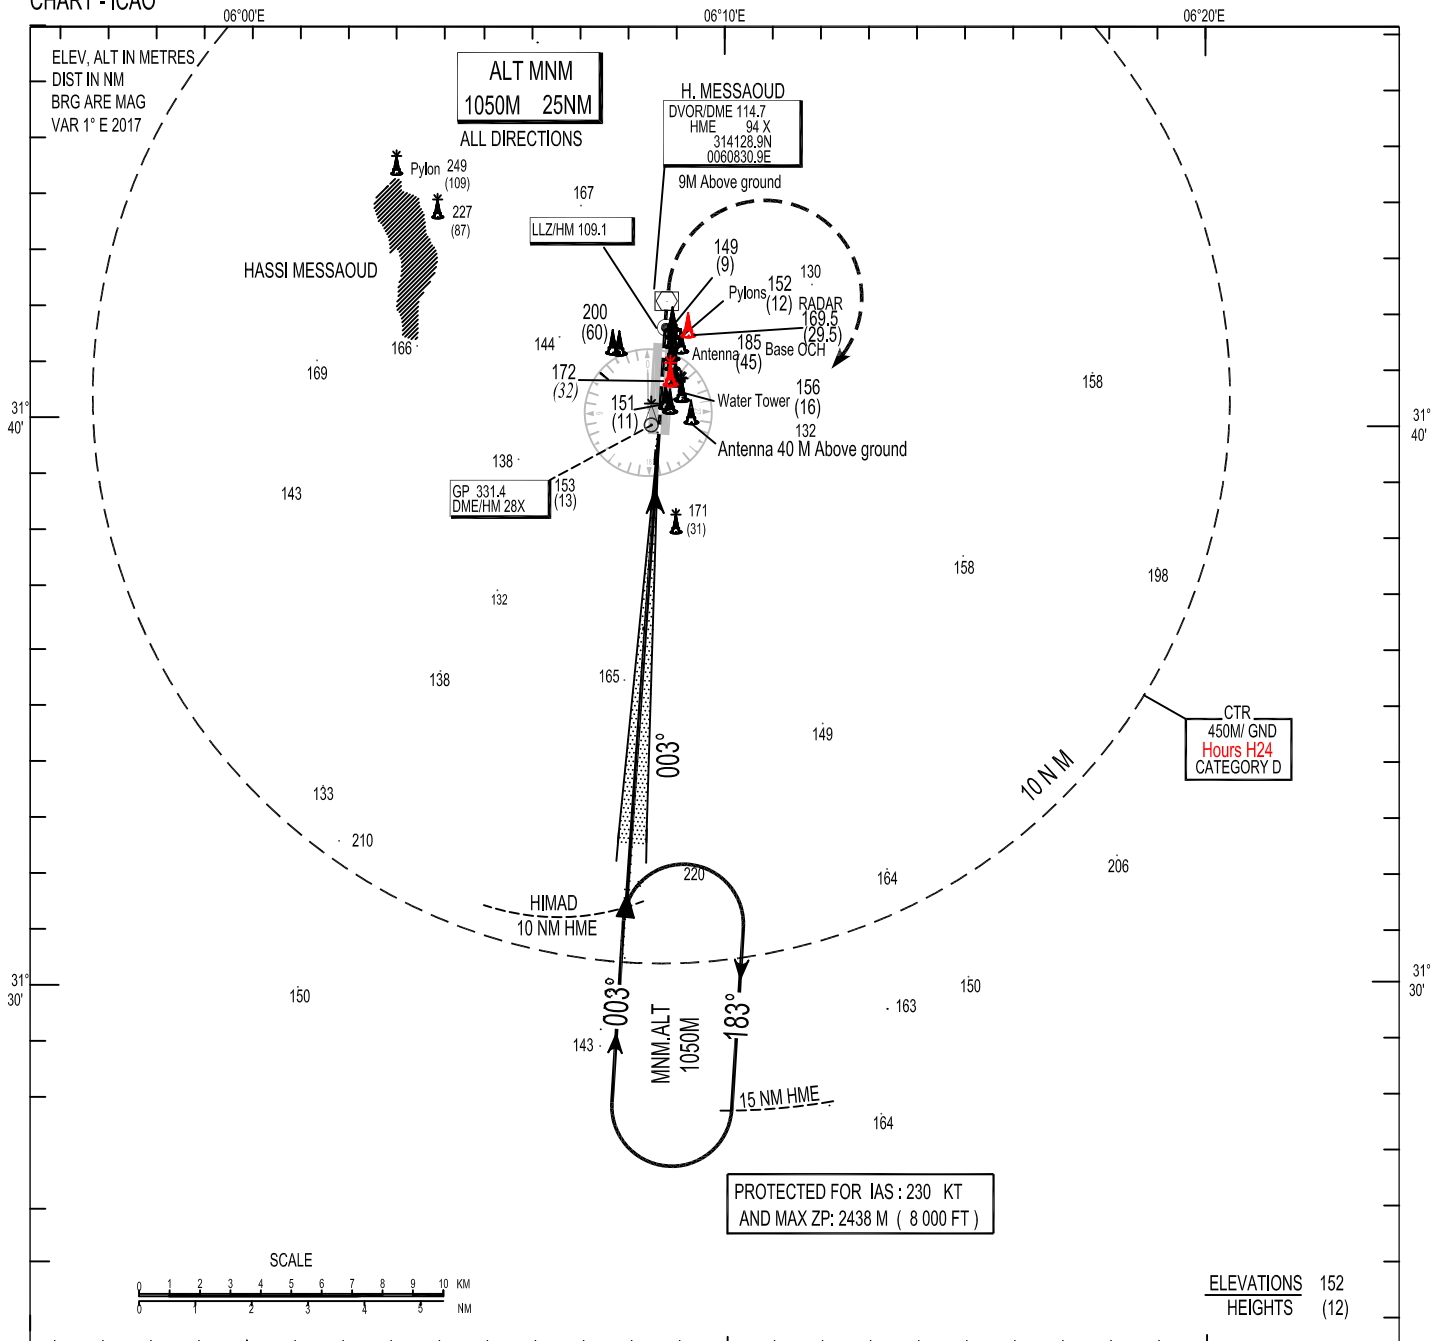 CHART - ICAO
06°00'E
06°10'E
06°20'E
ELEV, ALT IN METRES
DIST IN NM
BRG ARE MAG
VAR 1° E 2017
ALT MNM
1050M 25NM
ALL DIRECTIONS
H. MESSAOUD
DVOR/DME 114.7
HME 94 X
314128.9N
0060830.9E
9M Above ground
Pylon 249
(109)
227
(87)
HASSI MESSAOUD
167
LLZ/HM 109.1
149
(9)
130
Pylons 152
(12)
RADAR
169.5
(29.5)
200
(60)
144
166
169
Antenna
185
(45)
Base OCH
172
(32)
158
151
(11)
Water Tower
156
(16)
132
Antenna 40 M Above ground
31°
40'
31°
40'
138
143
GP 331.4
DME/HM 28X
153
(13)
171
(31)
158
198
132
138
165
003°
149
CTR
450M/ GND
Hours H24
CATEGORY D
10 N M
133
210
220
164
206
HIMAD
10 NM HME
31°
30'
31°
30'
150
003°
MNM.ALT
1050M
183°
150
163
143
15 NM HME
164
PROTECTED FOR IAS : 230 KT
AND MAX ZP: 2438 M ( 8 000 FT )
SCALE
0 1 2 3 4 5 6 7 8 9 10 KM
0 1 2 3 4 5 NM
ELEVATIONS 152
HEIGHTS (12)